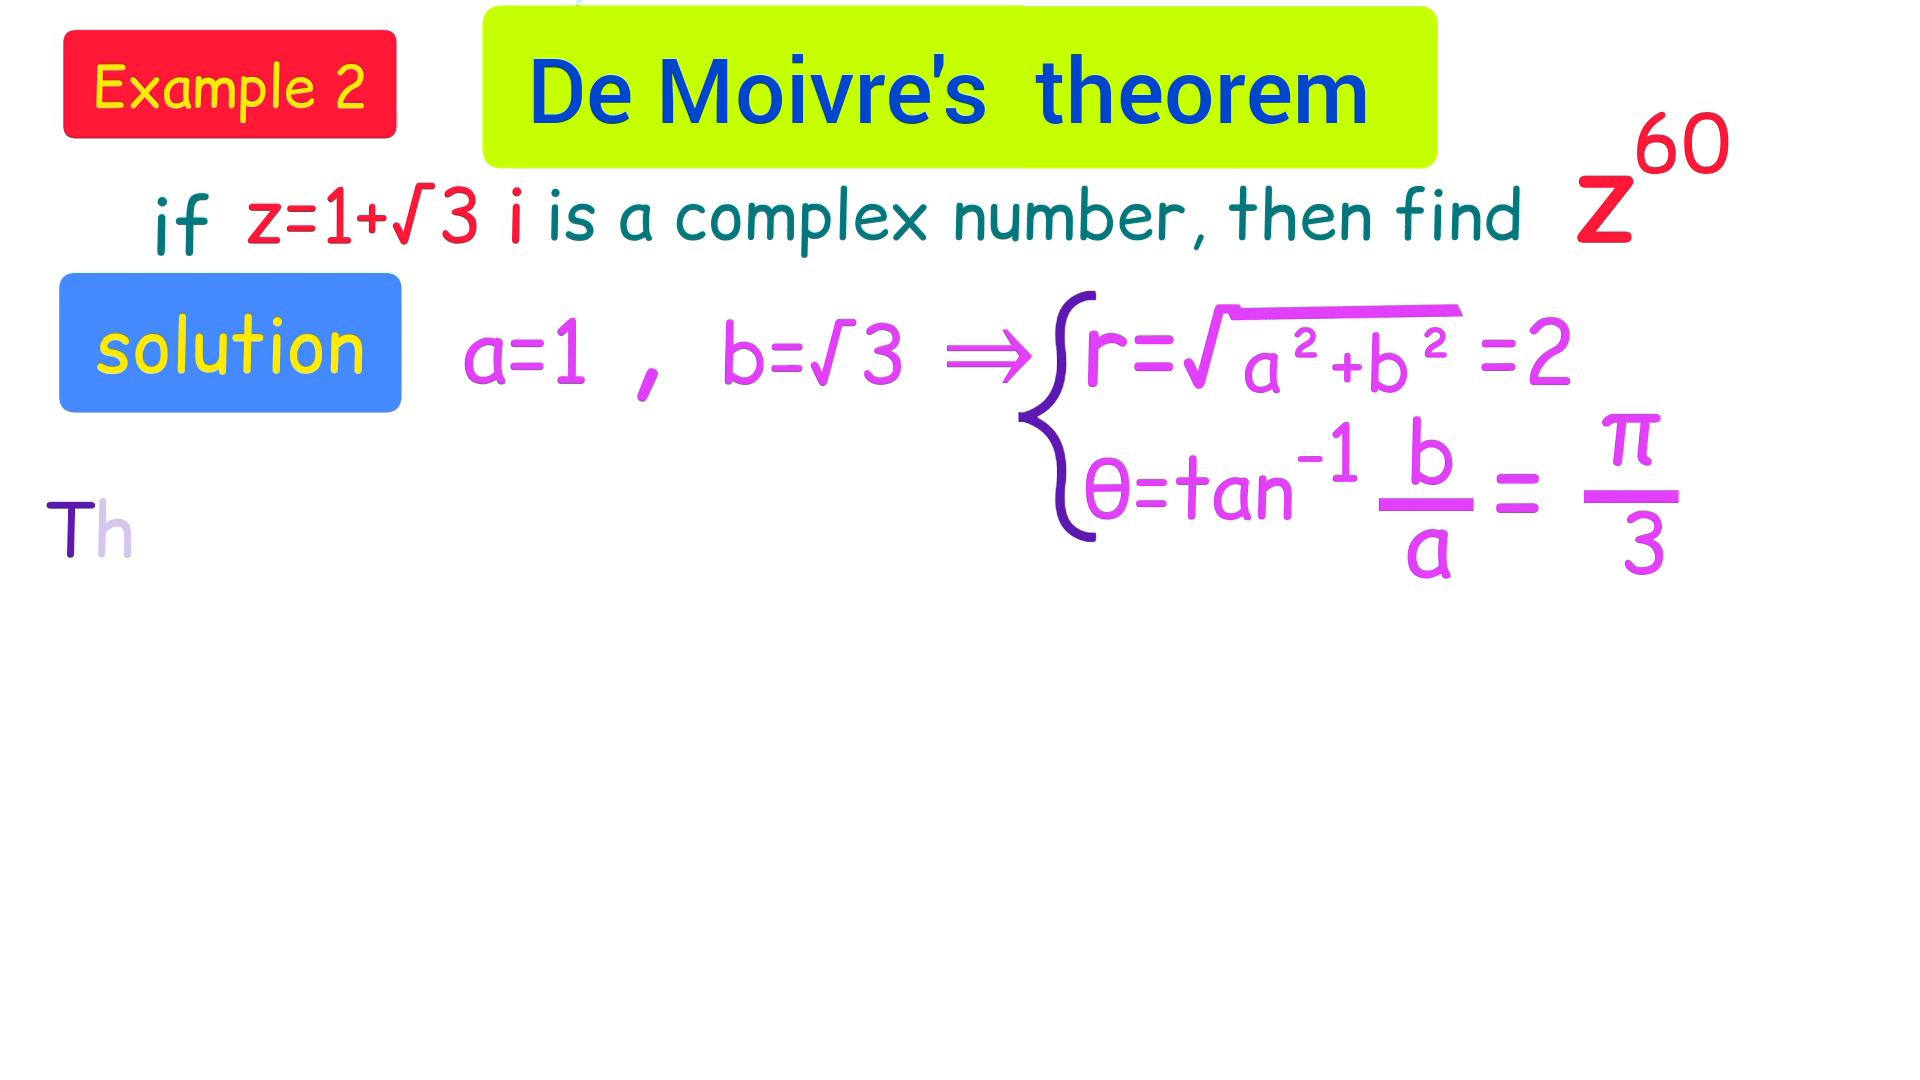 Example 2
De Moivre's theorem
if z=1+√3 i is a complex number, then find z⁶⁰
solution
a=1 , b=√3 ⇒ { r=√a²+b² =2
θ=tan⁻¹ b/a = π/3
Th